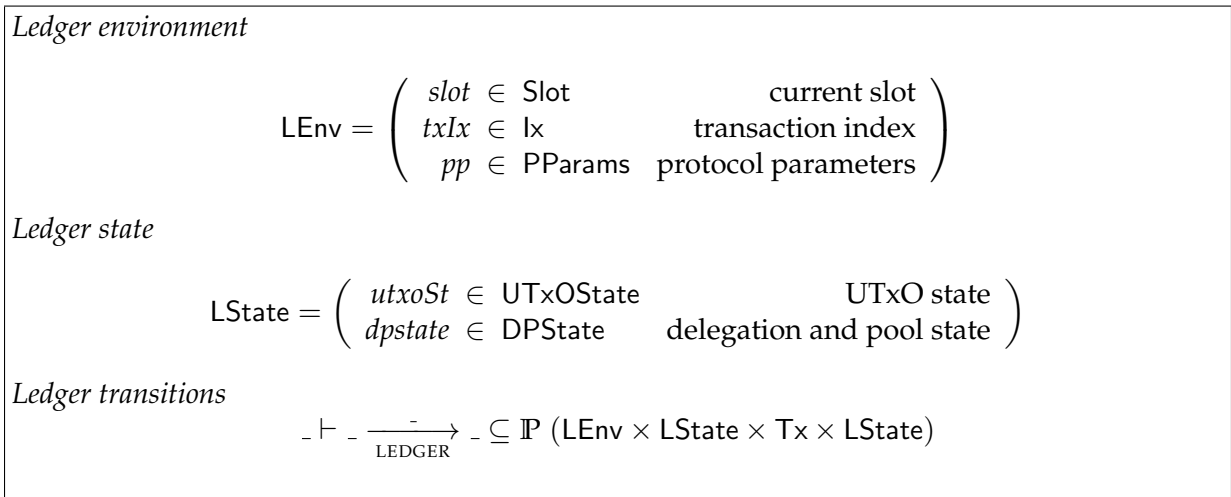 Ledger environment
slot ∈ Slot current slot
LEnv = ( txIx ∈ Ix transaction index )
pp ∈ PParams protocol parameters
Ledger state
LState = ( utxoSt ∈ UTxOState UTxO state )
dpstate ∈ DPState delegation and pool state
Ledger transitions
_ ⊢ _ →[LEDGER]^_ _ ⊆ ℙ (LEnv × LState × Tx × LState)